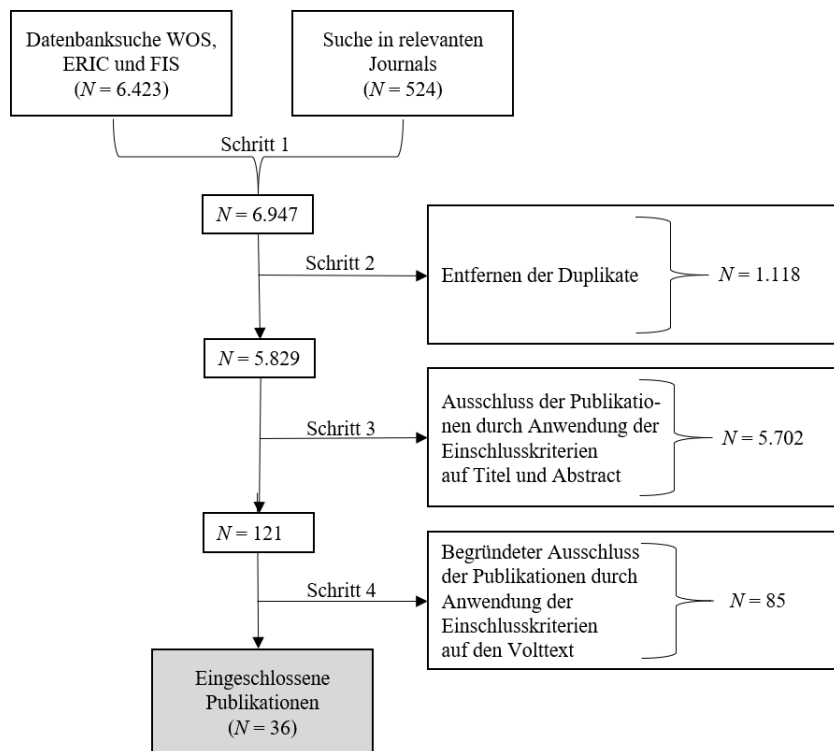 Datenbanksuche WOS,
ERIC und FIS
(N = 6.423)
Suche in relevanten
Journals
(N = 524)
Schritt 1
N = 6.947
Schritt 2
Entfernen der Duplikate
N = 1.118
N = 5.829
Schritt 3
Ausschluss der Publikatio-
nen durch Anwendung der
Einschlusskriterien
auf Titel und Abstract
N = 5.702
N = 121
Schritt 4
Begründeter Ausschluss
der Publikationen durch
Anwendung der
Einschlusskriterien
auf den Volttext
N = 85
Eingeschlossene
Publikationen
(N = 36)